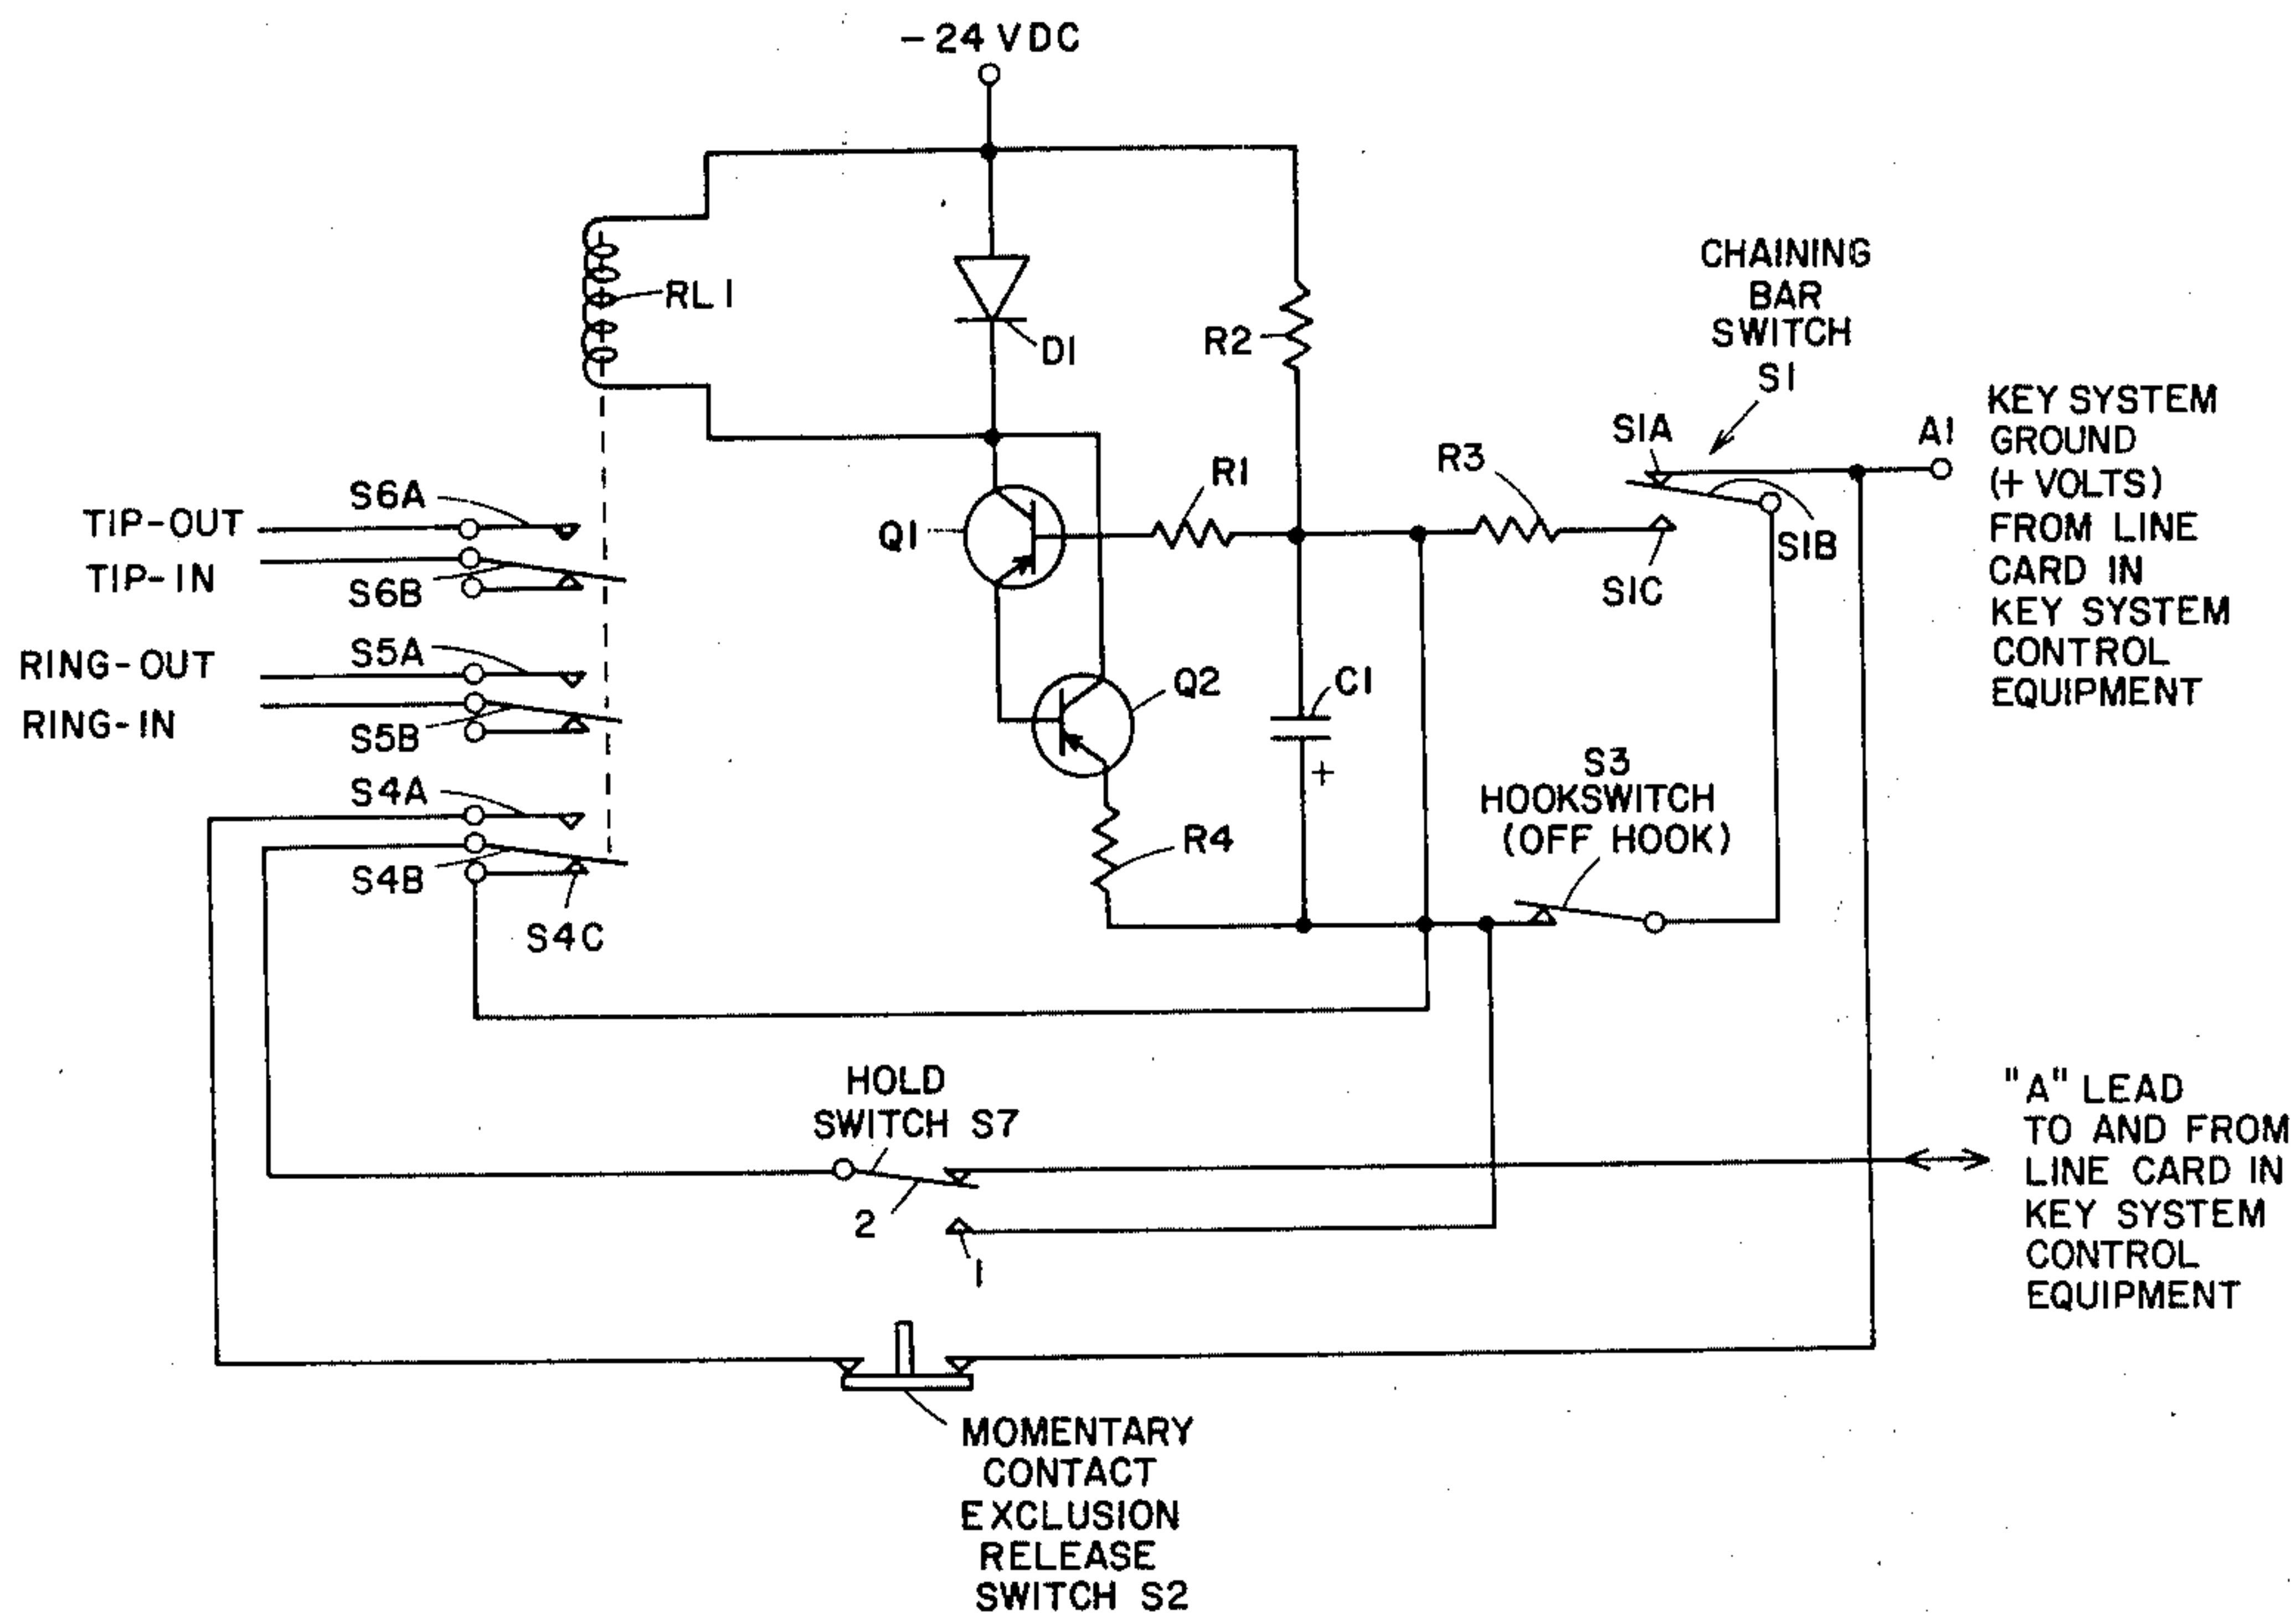 -24 VDC
RL1
D1
R2
CHAINING
BAR
SWITCH
S1
S1A
S1B
S1C
A1
KEY SYSTEM
GROUND
(+ VOLTS)
FROM LINE
CARD IN
KEY SYSTEM
CONTROL
EQUIPMENT
R3
R1
Q1
Q2
C1
+
R4
S3
HOOKSWITCH
(OFF HOOK)
TIP-OUT
S6A
TIP-IN
S6B
RING-OUT
S5A
RING-IN
S5B
S4A
S4B
S4C
HOLD
SWITCH S7
2
1
"A" LEAD
TO AND FROM
LINE CARD IN
KEY SYSTEM
CONTROL
EQUIPMENT
MOMENTARY
CONTACT
EXCLUSION
RELEASE
SWITCH S2